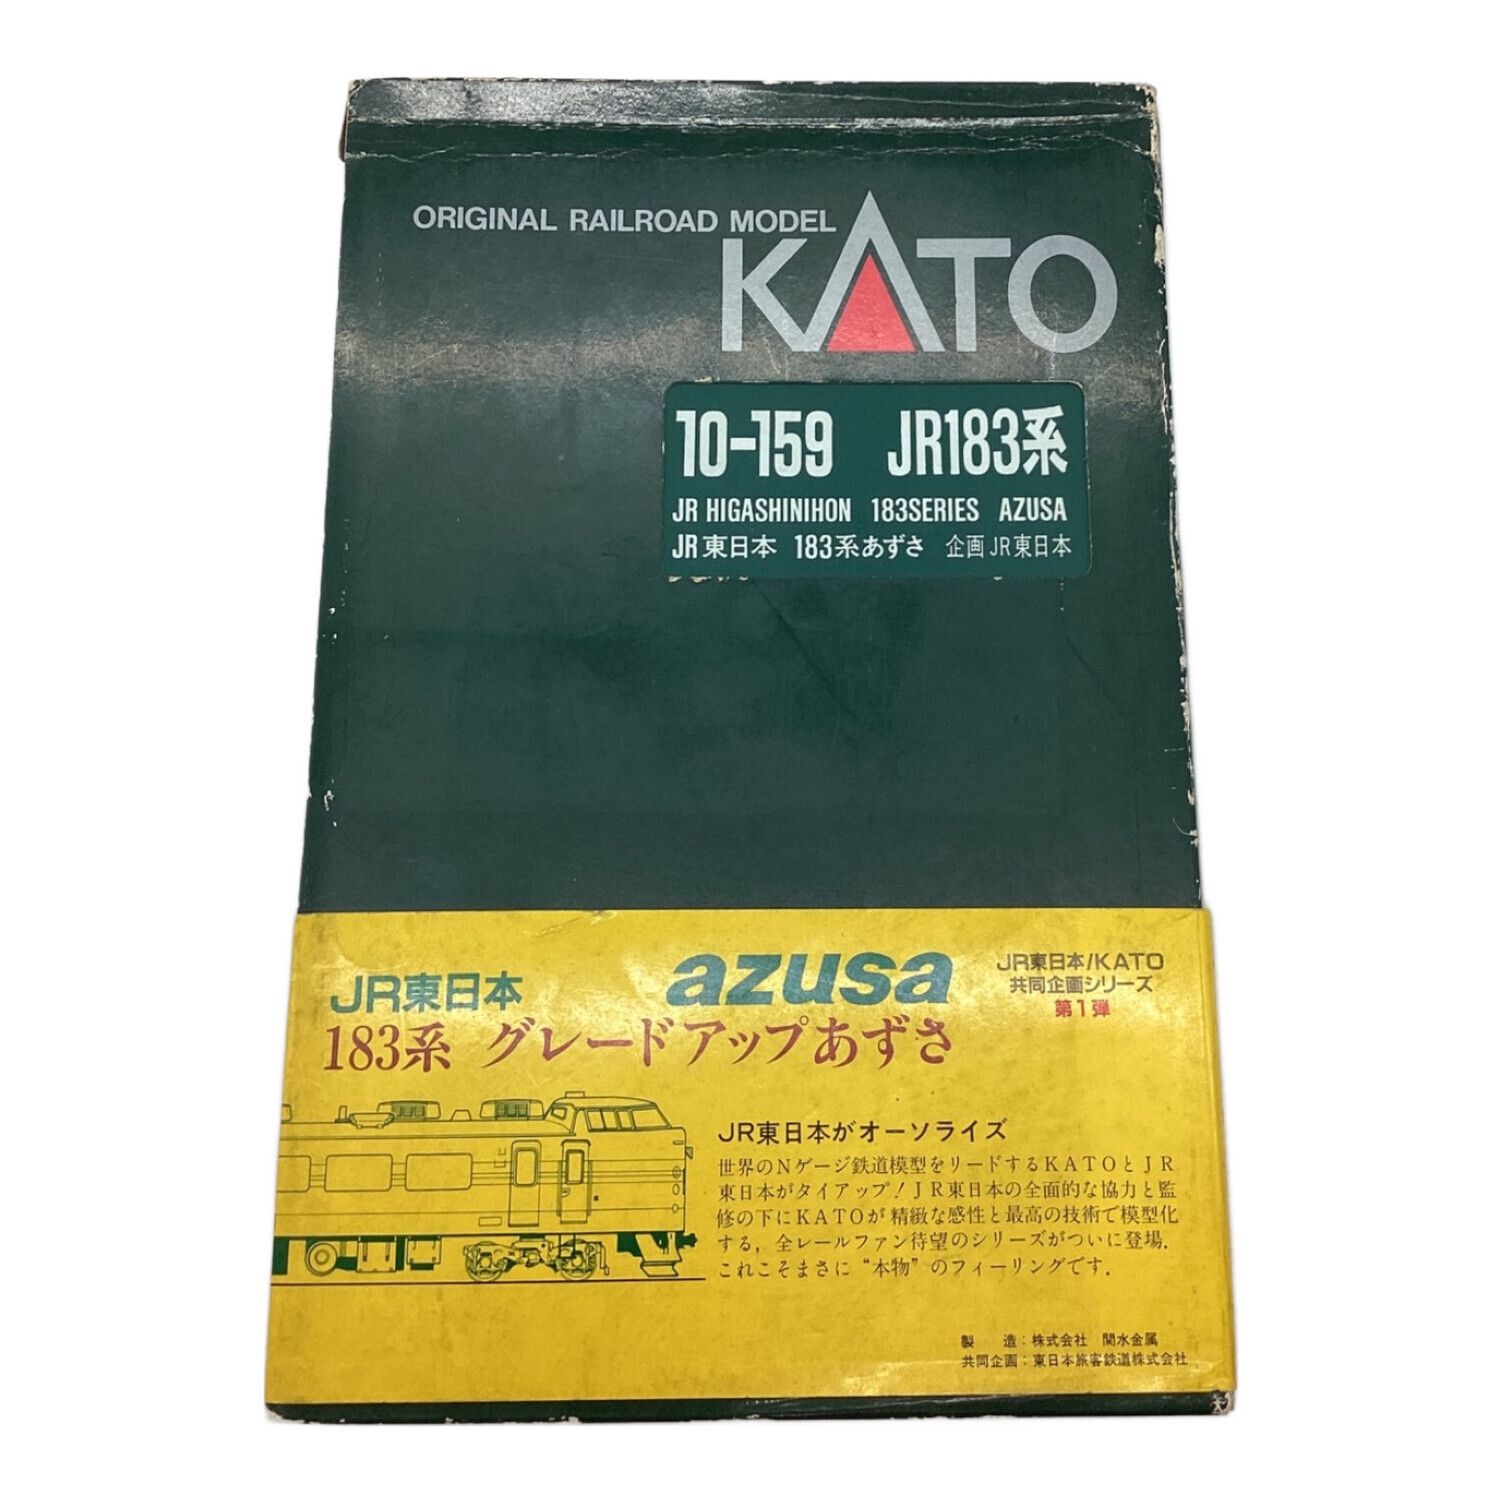 ORIGINAL RAILROAD MODEL
KATO
10-159 JR183系
JR HIGASHINIHON 183SERIES AZUSA
JR東日本 183系あずさ 企画JR東日本
JR東日本
azusa
183系 グレードアップあずさ
JR東日本/KATO
共同企画シリーズ
第1弾
JR東日本がオーソライズ
世界のNゲージ鉄道模型をリードするKATOとJR
東日本がタイアップ!JR東日本の全面的な協力と監
修の下にKATOが精緻な感性と最高の技術で模型化
する,全レールファン待望のシリーズがついに登場.
これこそまさに“本物”のフィーリングです.
製 造:株式会社 関水金属
共同企画:東日本旅客鉄道株式会社